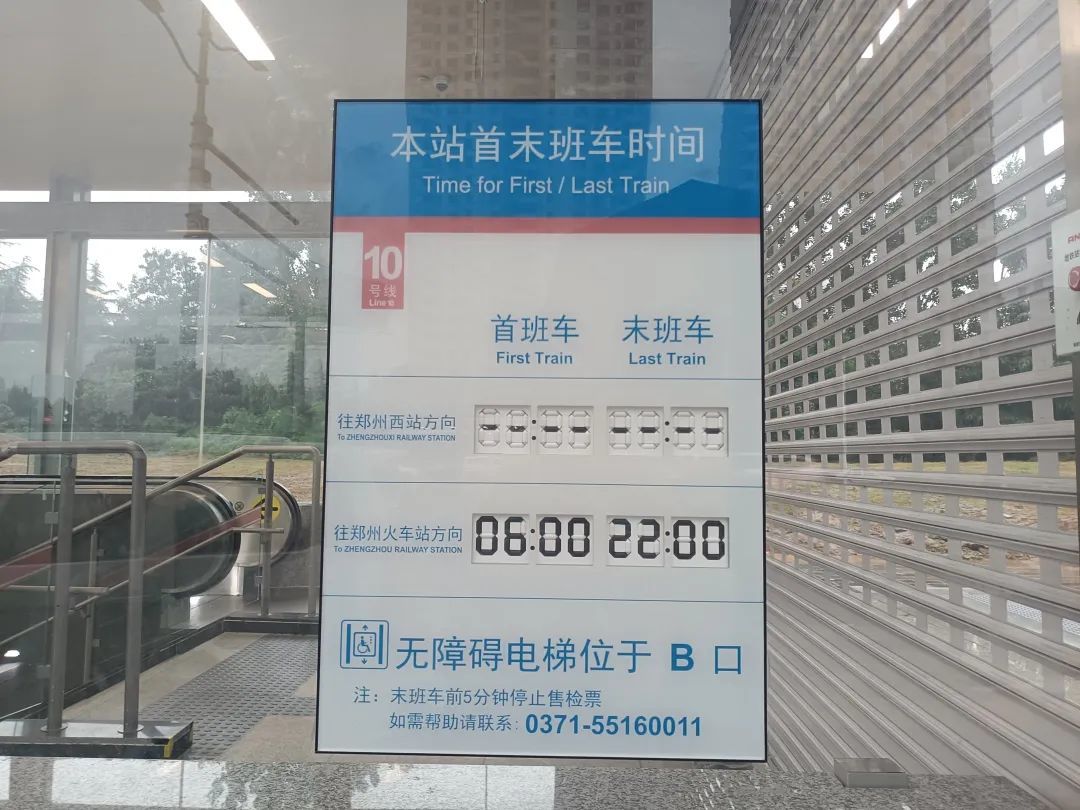 本站首末班车时间
Time for First / Last Train
10
号线
Line 10
首班车 末班车
First Train Last Train
往郑州西站方向 --:-- --:--
To ZHENGZHOUXI RAILWAY STATION
往郑州火车站方向 06:00 22:00
To ZHENGZHOU RAILWAY STATION
无障碍电梯位于 B 口
注：末班车前5分钟停止售检票
如需帮助请联系：0371-55160011